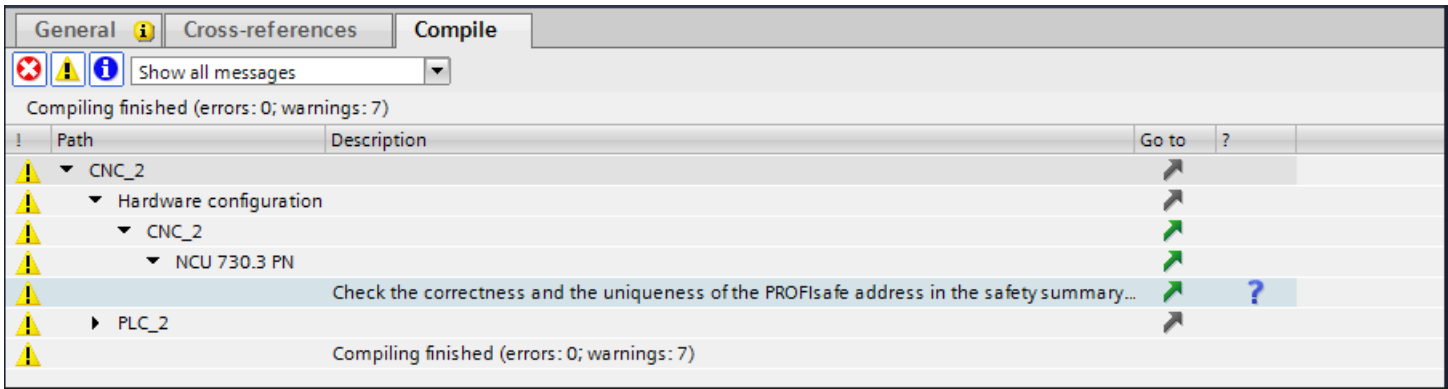 General Cross-references Compile
Show all messages
Compiling finished (errors: 0; warnings: 7)
! Path Description Go to ?
CNC_2
Hardware configuration
CNC_2
NCU 730.3 PN
Check the correctness and the uniqueness of the PROFIsafe address in the safety summary... ?
PLC_2
Compiling finished (errors: 0; warnings: 7)